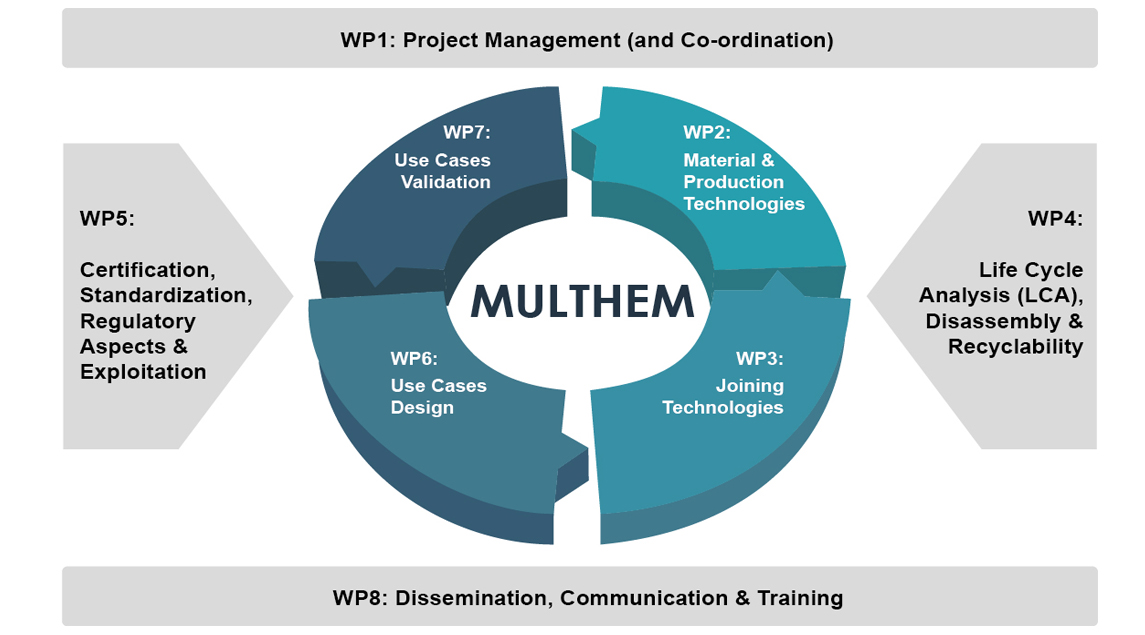 WP1: Project Management (and Co-ordination)
WP7:
Use Cases
Validation
WP2:
Material &
Production
Technologies
WP5:
Certification,
Standardization,
Regulatory
Aspects &
Exploitation
MULTHEM
WP4:
Life Cycle
Analysis (LCA),
Disassembly &
Recyclability
WP6:
Use Cases
Design
WP3:
Joining
Technologies
WP8: Dissemination, Communication & Training